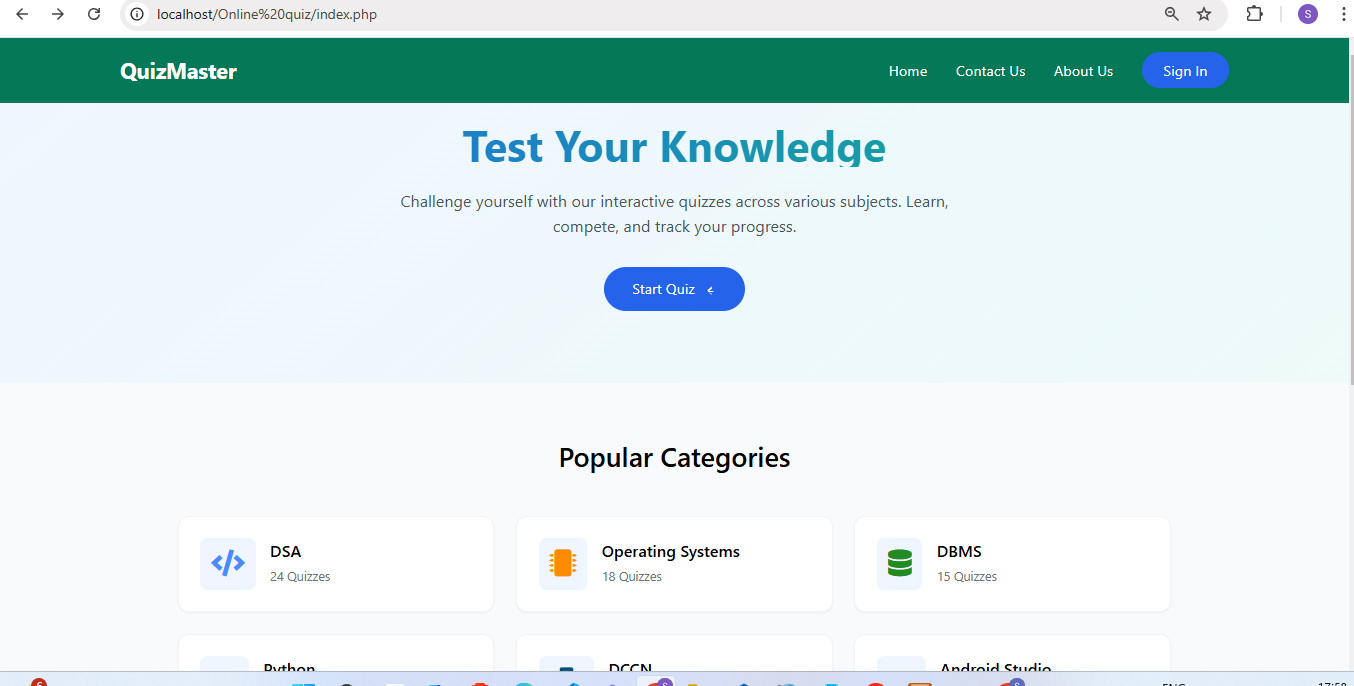 localhost/Online%20quiz/index.php
S
QuizMaster
Home Contact Us About Us Sign In
Test Your Knowledge
Challenge yourself with our interactive quizzes across various subjects. Learn,
compete, and track your progress.
Start Quiz
Popular Categories
DSA
24 Quizzes
Operating Systems
18 Quizzes
DBMS
15 Quizzes
Python
DCCN
Android Studio